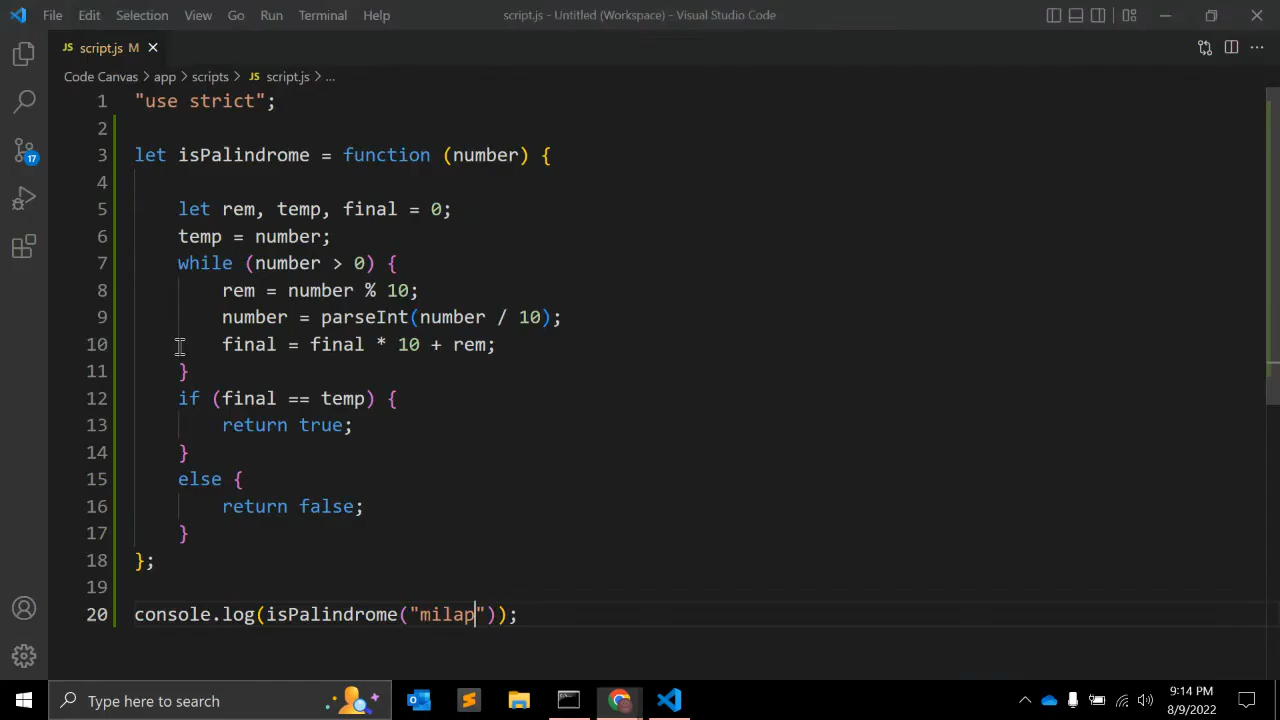 File Edit Selection View Go Run Terminal Help script.js - Untitled (Workspace) - Visual Studio Code
JS script.js M
Code Canvas > app > scripts > JS script.js > ...
1 "use strict";
2
3 let isPalindrome = function (number) {
4
5 let rem, temp, final = 0;
6 temp = number;
7 while (number > 0) {
8 rem = number % 10;
9 number = parseInt(number / 10);
10 final = final * 10 + rem;
11 }
12 if (final == temp) {
13 return true;
14 }
15 else {
16 return false;
17 }
18 };
19
20 console.log(isPalindrome("milap"));
17
Type here to search
9:14 PM
8/9/2022